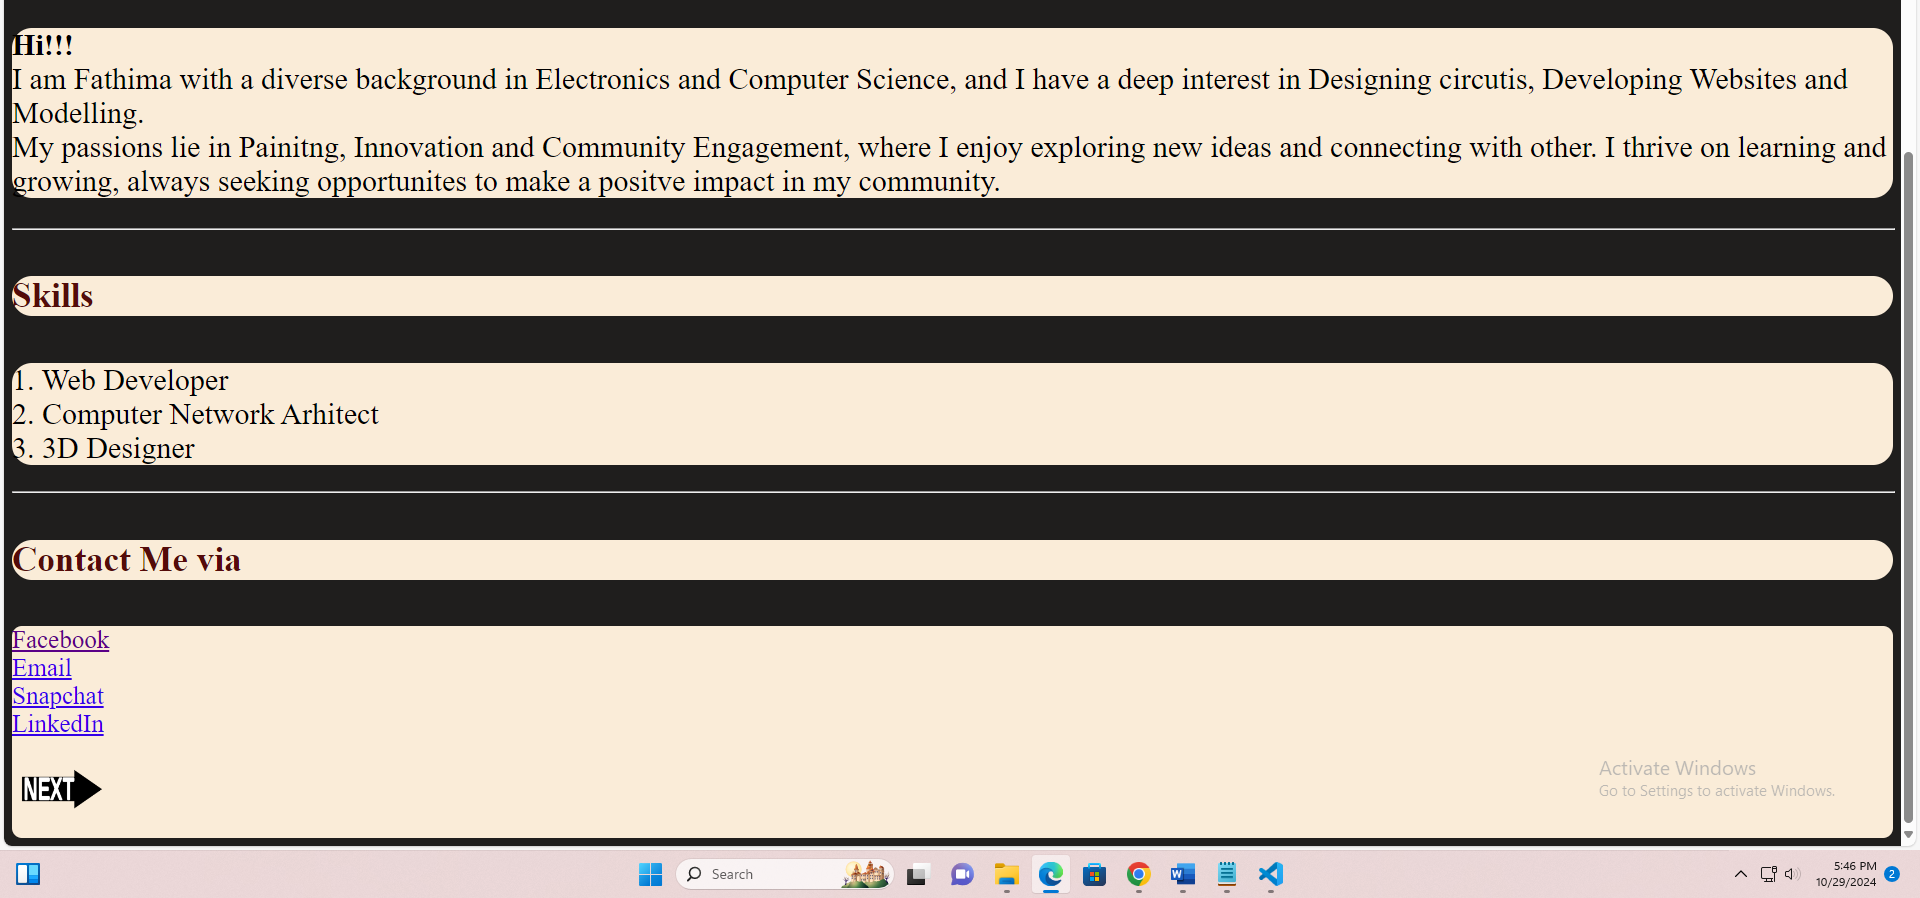 Hi!!!
I am Fathima with a diverse background in Electronics and Computer Science, and I have a deep interest in Designing circutis, Developing Websites and
Modelling.
My passions lie in Painitng, Innovation and Community Engagement, where I enjoy exploring new ideas and connecting with other. I thrive on learning and
growing, always seeking opportunites to make a positve impact in my community.
Skills
1. Web Developer
2. Computer Network Arhitect
3. 3D Designer
Contact Me via
Facebook
Email
Snapchat
LinkedIn
NEXT
Activate Windows
Go to Settings to activate Windows.
Search
5:46 PM
10/29/2024
2